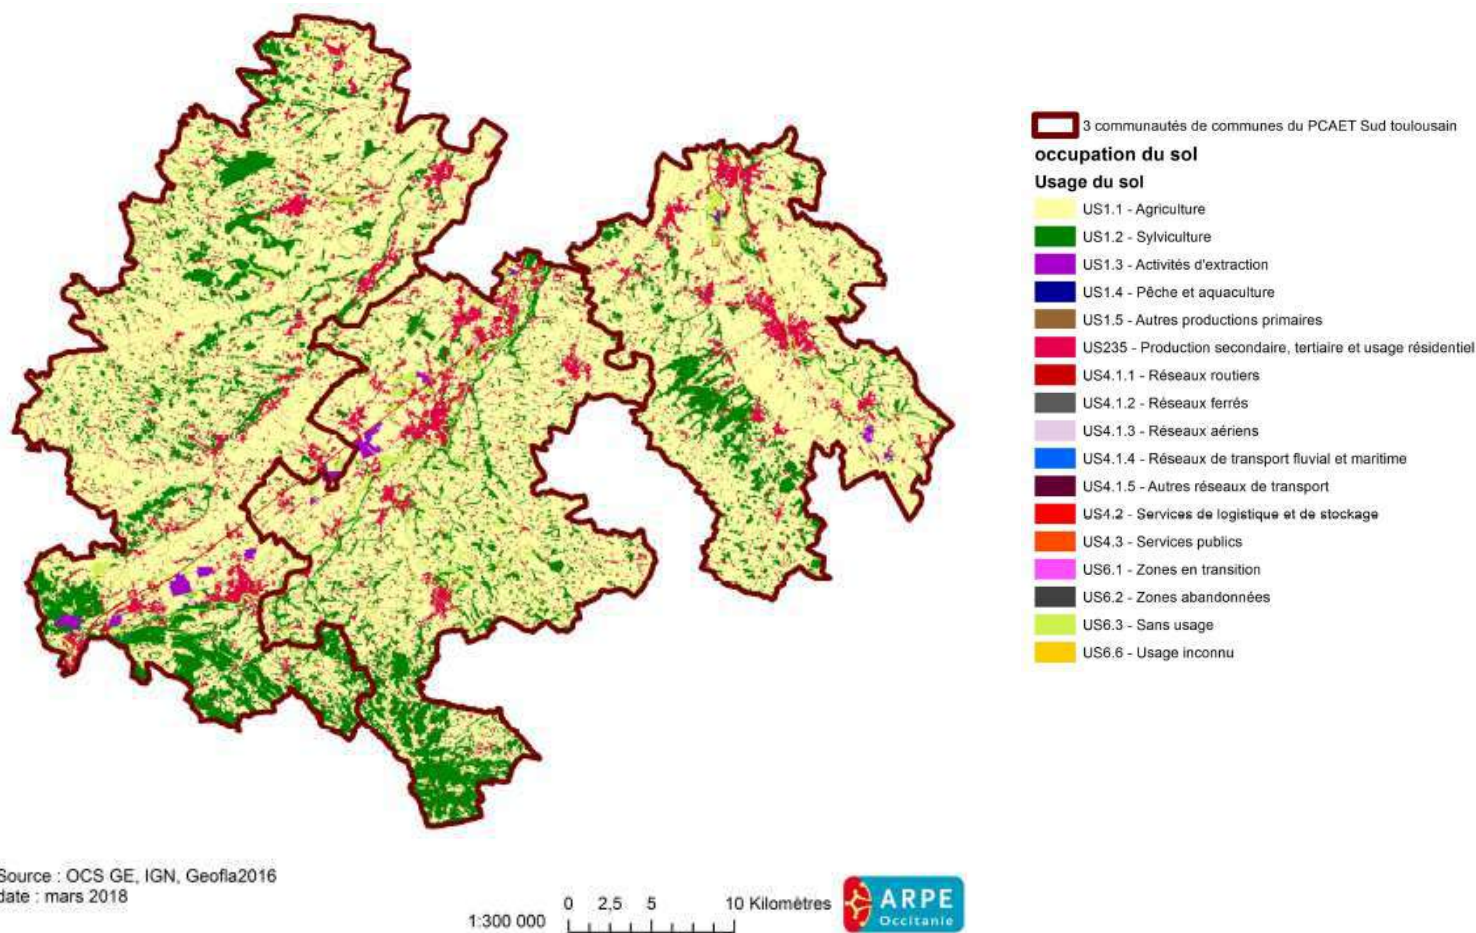 3 communautés de communes du PCAET Sud toulousain
occupation du sol
Usage du sol
US1.1 - Agriculture
US1.2 - Sylviculture
US1.3 - Activités d'extraction
US1.4 - Pêche et aquaculture
US1.5 - Autres productions primaires
US235 - Production secondaire, tertiaire et usage résidentiel
US4.1.1 - Réseaux routiers
US4.1.2 - Réseaux ferrés
US4.1.3 - Réseaux aériens
US4.1.4 - Réseaux de transport fluvial et maritime
US4.1.5 - Autres réseaux de transport
US4.2 - Services de logistique et de stockage
US4.3 - Services publics
US6.1 - Zones en transition
US6.2 - Zones abandonnées
US6.3 - Sans usage
US6.6 - Usage inconnu
Source : OCS GE, IGN, Geofla2016
date : mars 2018
1:300 000
0 2,5 5 10 Kilomètres
ARPE
Occitanie